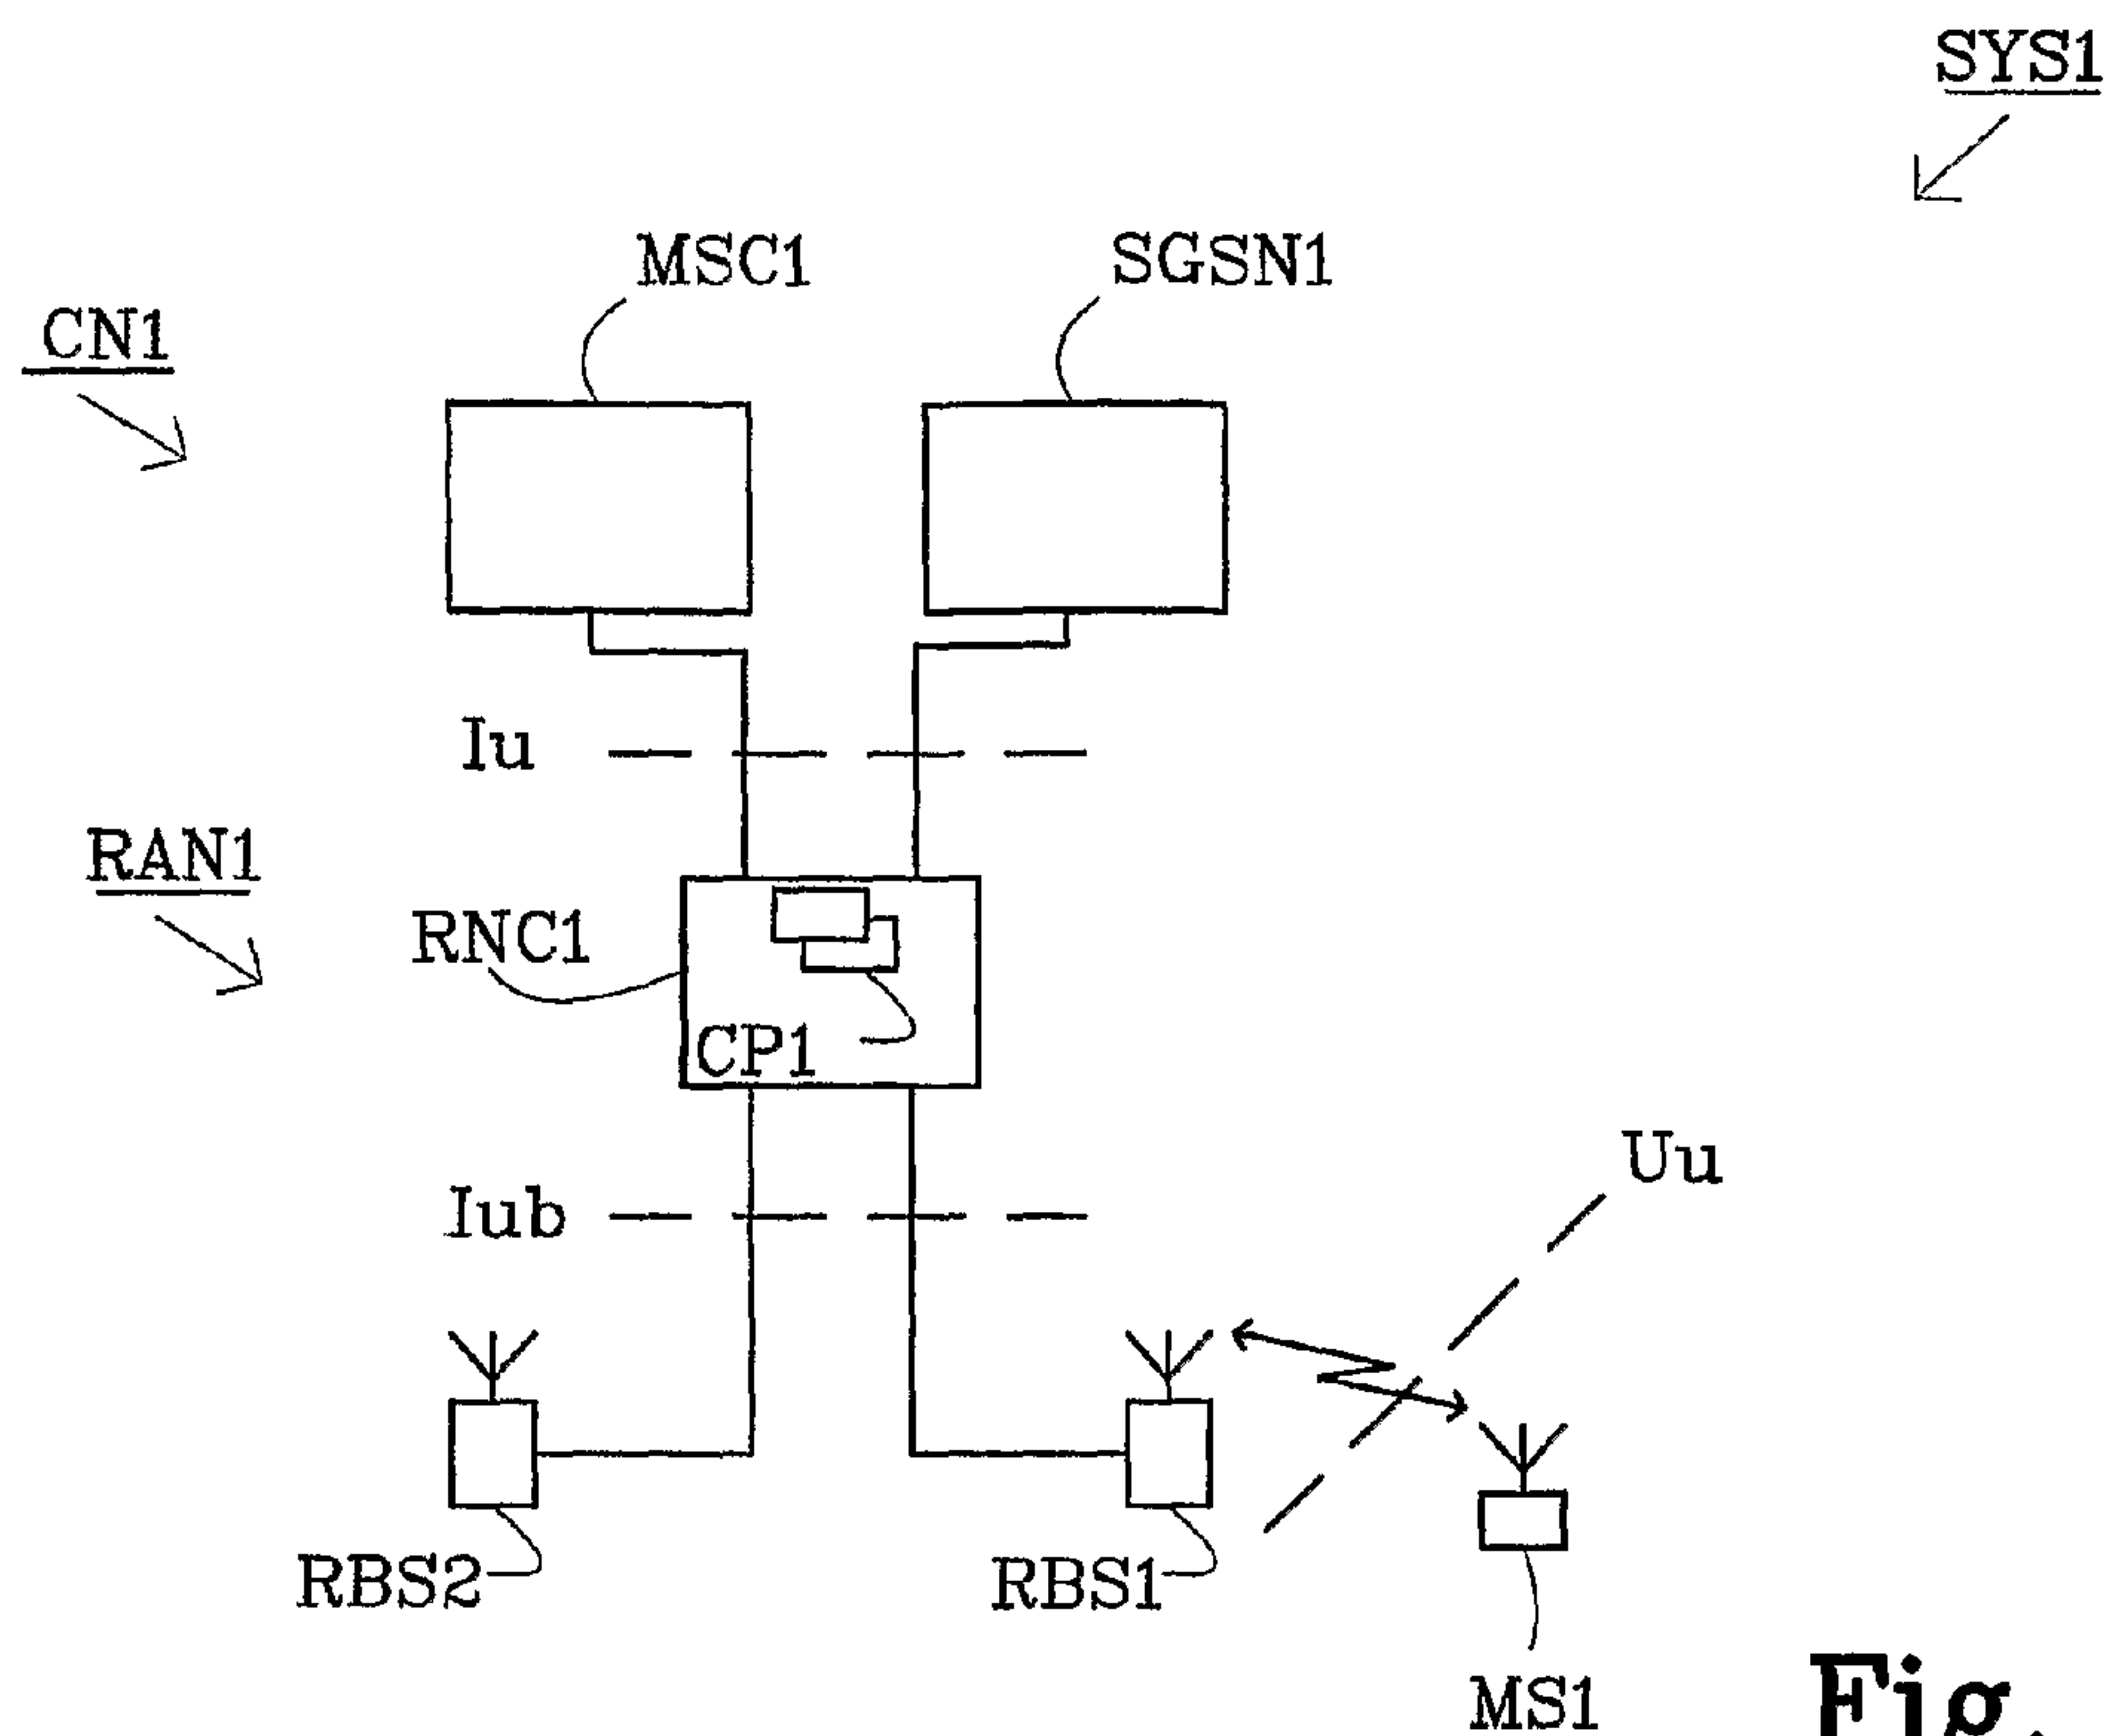 SYS1
MSC1
SGSN1
CN1
Iu
RAN1
RNC1
CP1
Uu
Iub
RBS2
RBS1
MS1
Fig.